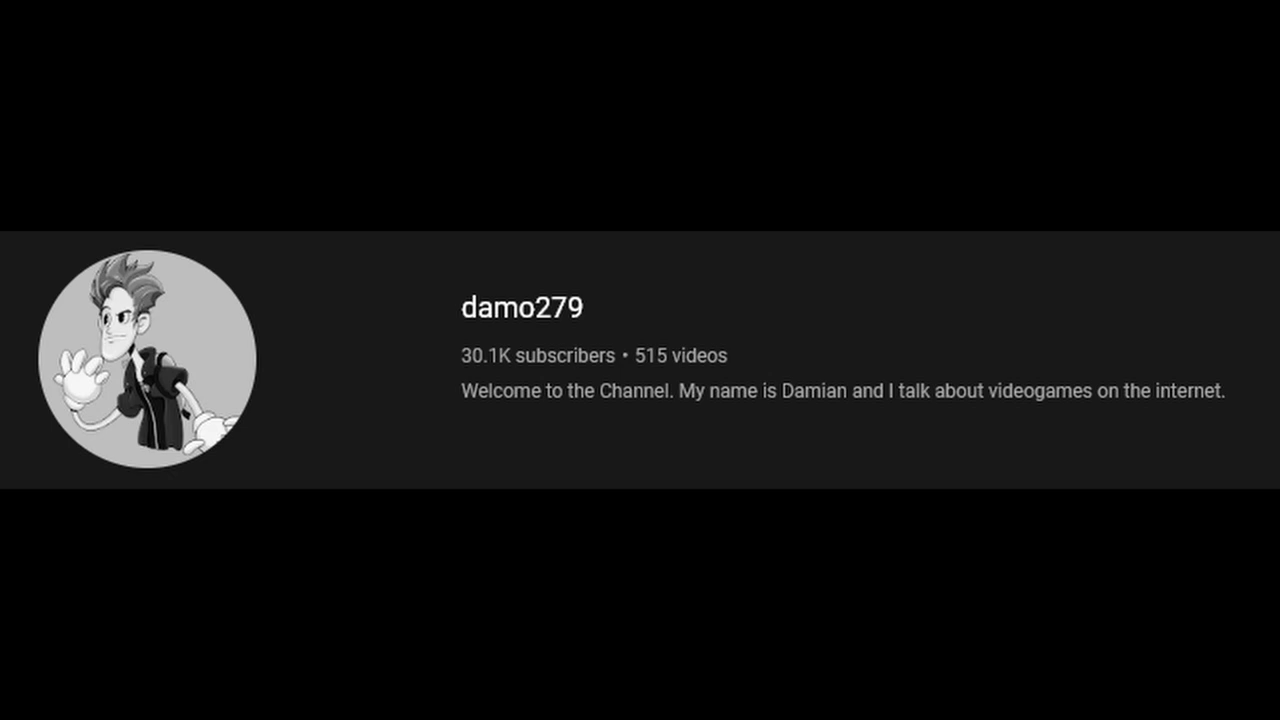 damo279
30.1K subscribers • 515 videos
Welcome to the Channel. My name is Damian and I talk about videogames on the internet.